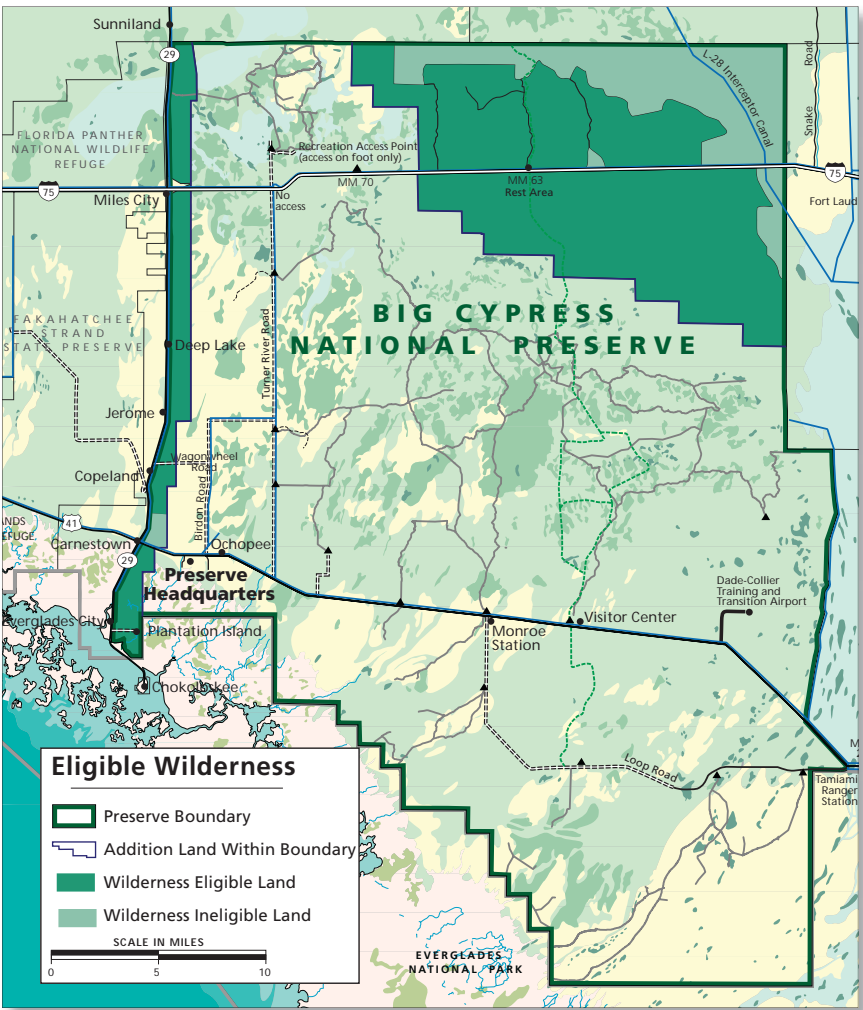 Sunniland
29
L-28 Interceptor Canal
Snake Road
FLORIDA PANTHER
NATIONAL WILDLIFE
REFUGE
Recreation Access Point
(access on foot only)
75
MM 70
MM 63
Rest Area
75
Miles City
No
access
Fort Laud
BIG CYPRESS
NATIONAL PRESERVE
FAKAHATCHEE
STRAND
STATE PRESERVE
Deep Lake
Turner River Road
Jerome
Wagonwheel
Road
Copeland
Birdon Road
41
ANDS
EFUGE
Carnestown
Ochopee
29
Preserve
Headquarters
Dade-Collier
Training and
Transition Airport
Everglades City
Plantation Island
Monroe
Station
Visitor Center
Chokoloskee
Loop Road
M
Tamiami
Ranger
Station
Eligible Wilderness
Preserve Boundary
Addition Land Within Boundary
Wilderness Eligible Land
Wilderness Ineligible Land
SCALE IN MILES
0 5 10
EVERGLADES
NATIONAL PARK